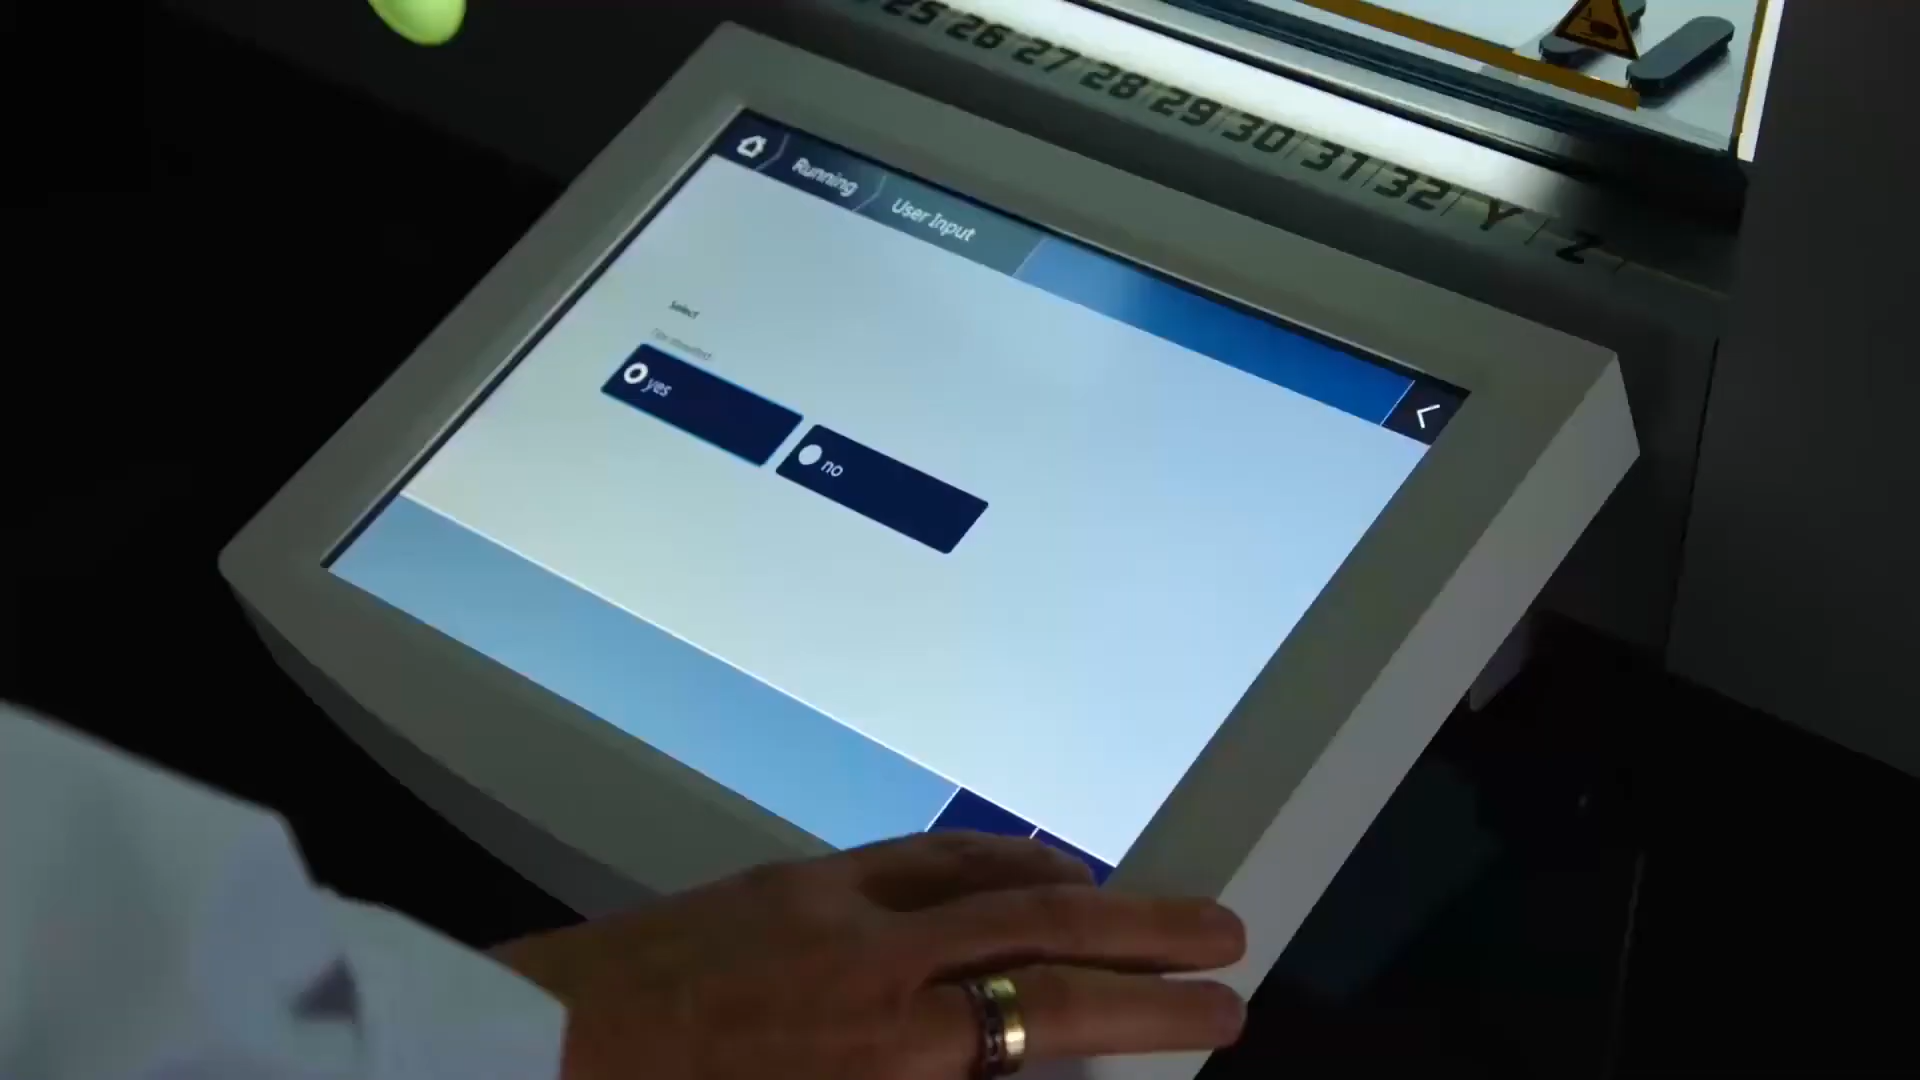 25 26 27 28 29 30 31 32 Y Z
Running
User Input
Select
yes
no